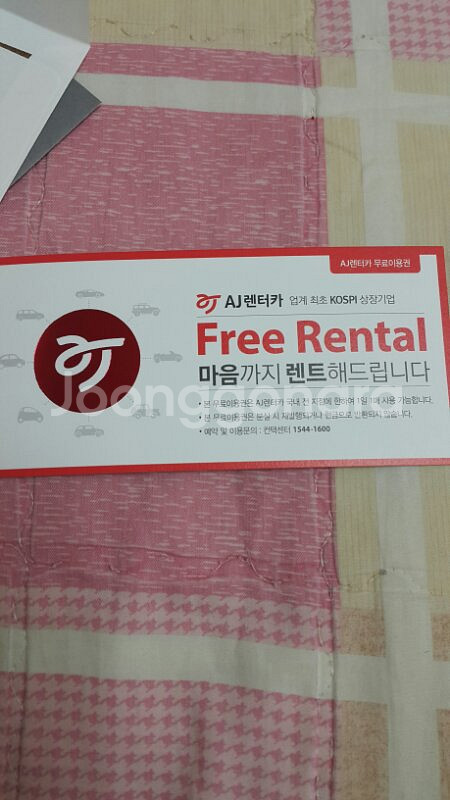 AJ렌터카 무료이용권
AJ렌터카 업계 최초 KOSPI 상장기업
Free Rental
마음까지 렌트해드립니다
• 본 무료이용권은 AJ렌터카 국내 전 지점에 한하여 1일 1매 사용 가능합니다.
• 본 무료이용권은 분실 시 재발행되거나 현금으로 반환되지 않습니다.
• 예약 및 이용문의 : 컨택센터 1544-1600